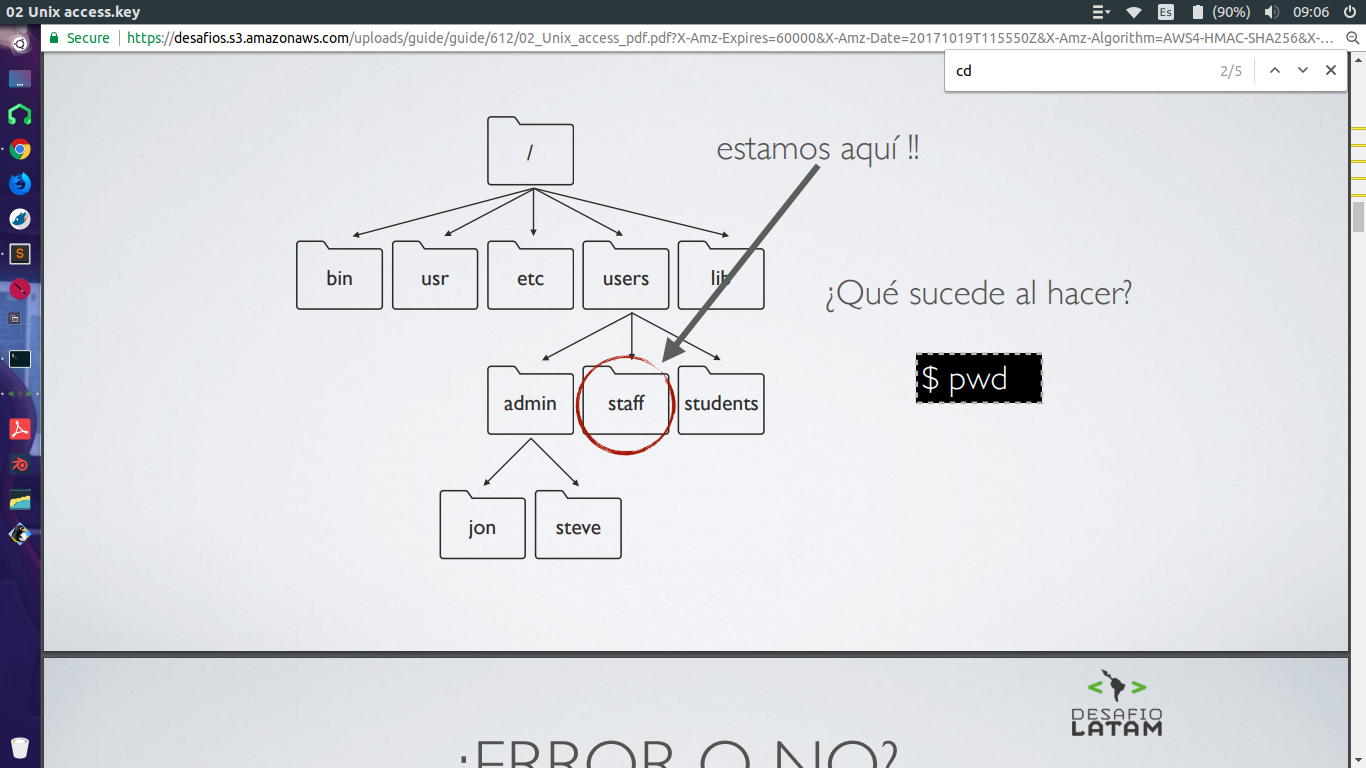 02 Unix access.key
Es
(90%)
09:06
Secure
https://desafios.s3.amazonaws.com/uploads/guide/guide/612/02_Unix_access_pdf.pdf?X-Amz-Expires=60000&X-Amz-Date=20171019T115550Z&X-Amz-Algorithm=AWS4-HMAC-SHA256&X-...
cd
2/5
/
estamos aquí !!
bin
usr
etc
users
lib
¿Qué sucede al hacer?
$ pwd
admin
staff
students
jon
steve
DESAFIO
LATAM
¿ERROR O NO?